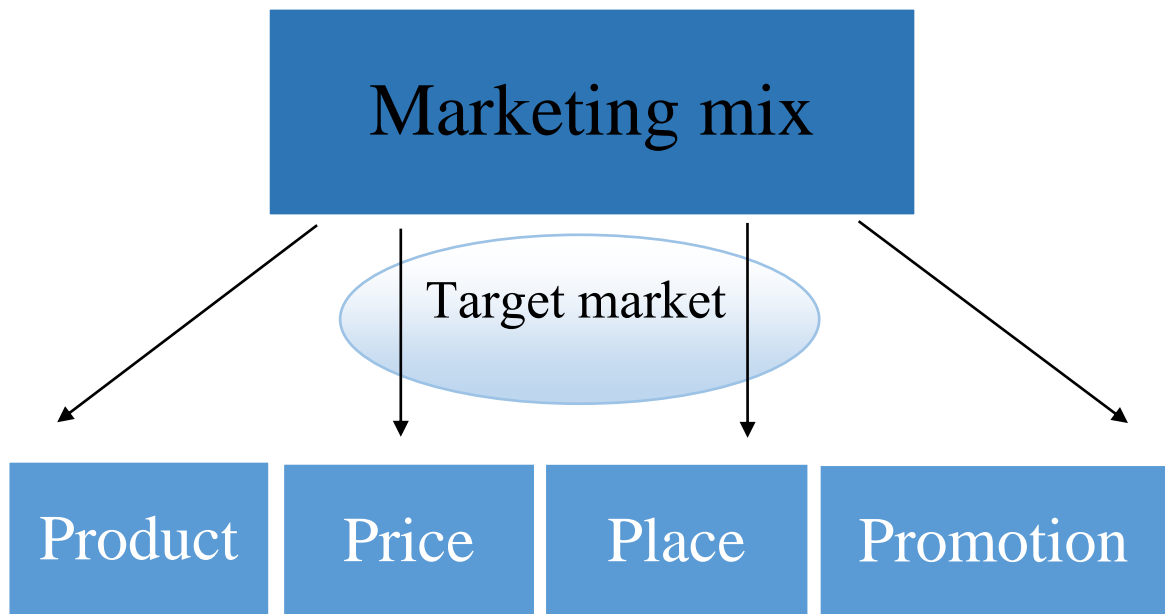 Marketing mix
Target market
Product
Price
Place
Promotion